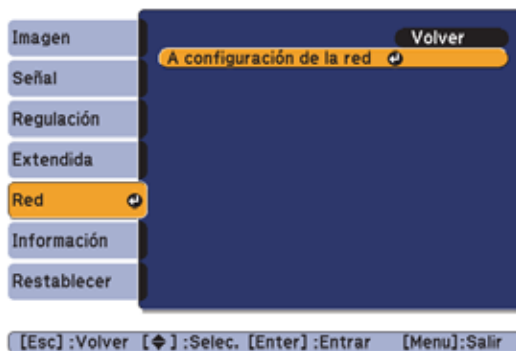 Imagen
Señal
Regulación
Extendida
Red
Información
Restablecer
Volver
A configuración de la red
[Esc] :Volver [◆] :Selec. [Enter] :Entrar [Menu]:Salir